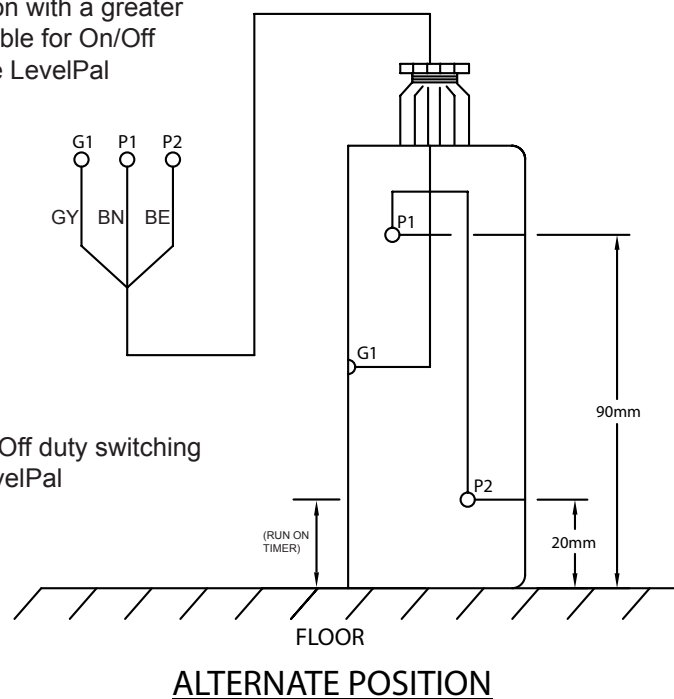 on with a greater
ble for On/Off
e LevelPal
G1 P1 P2
GY BN BE
P1
G1
90mm
Off duty switching
velPal
P2
(RUN ON
TIMER)
20mm
FLOOR
ALTERNATE POSITION